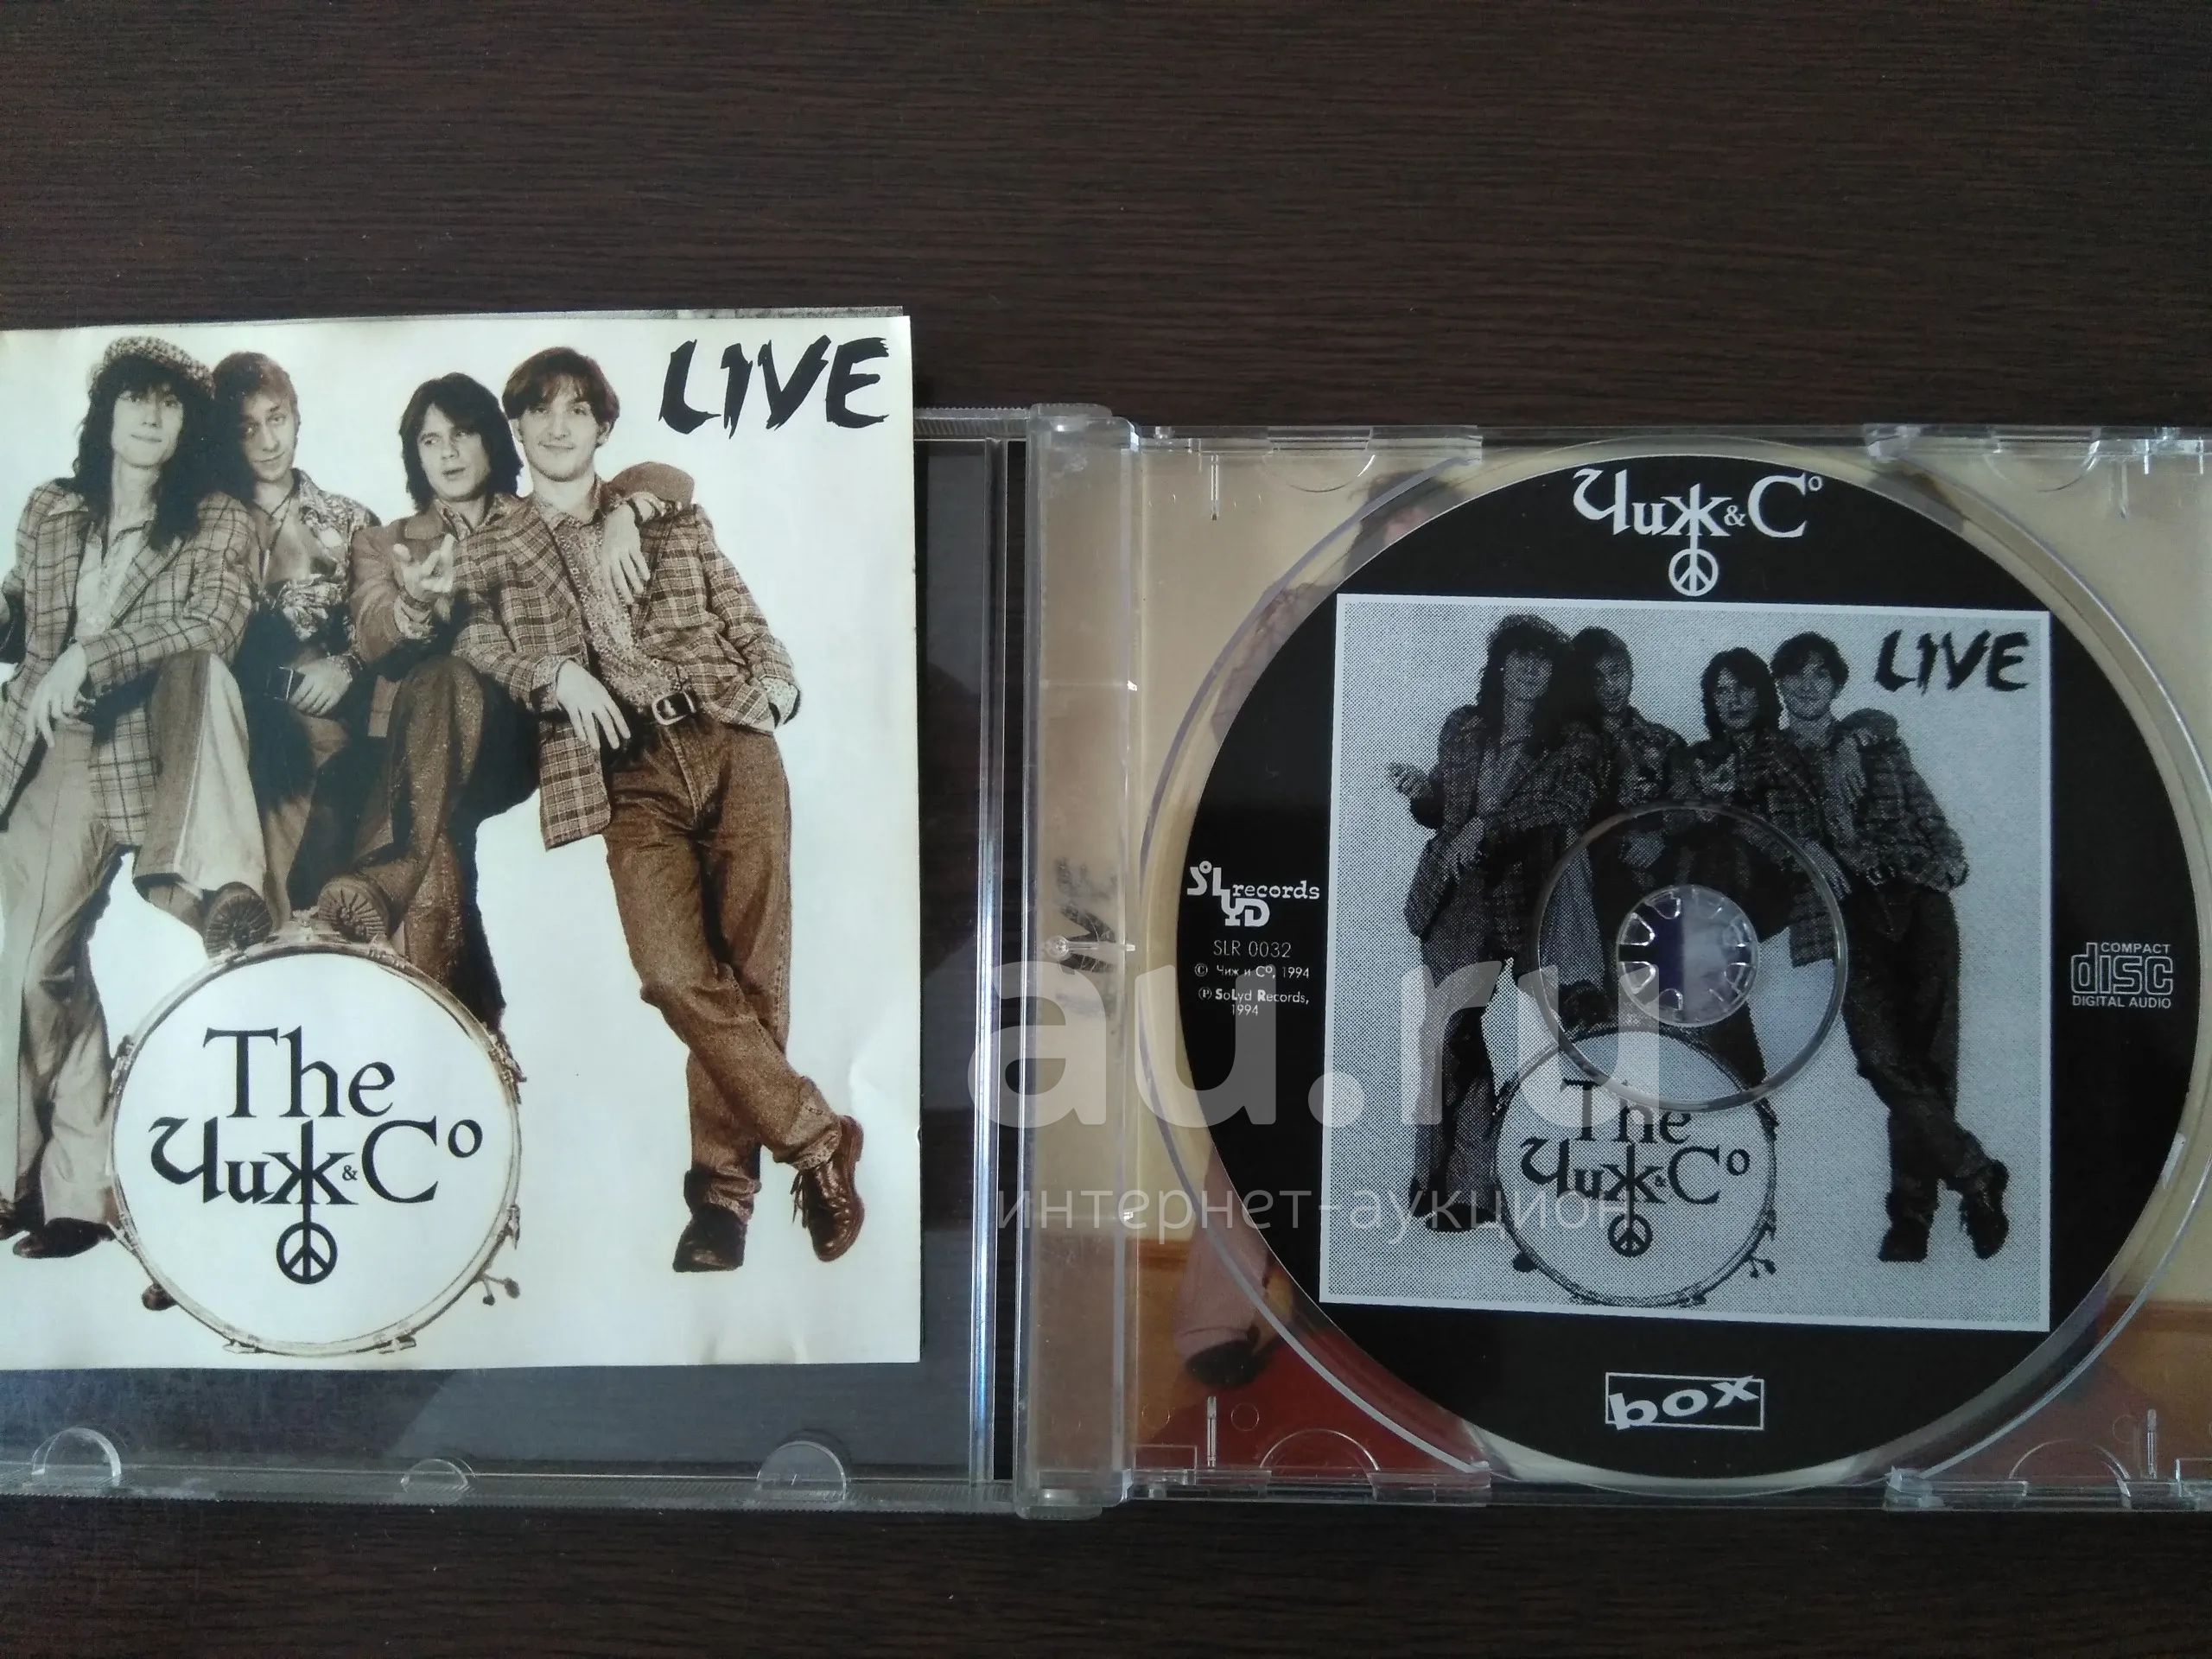 LIVE
The
Чиж & Cº
Чиж & Cº
LIVE
SoLYD records
SLR 0032
© Чиж и Cº, 1994
℗ SoLyd Records,
1994
COMPACT
disc
DIGITAL AUDIO
The
Чиж & Cº
box
au.ru
интернет-аукцион